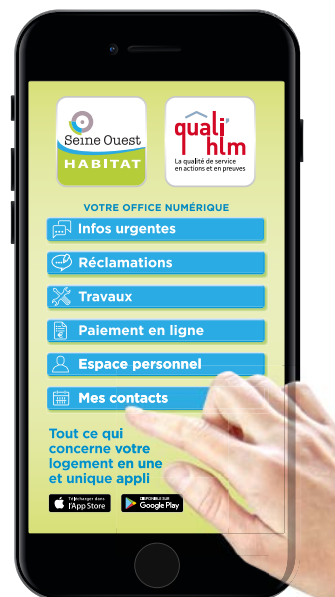 Seine Ouest
HABITAT
quali'
hlm
La qualité de service
en actions et en preuves
VOTRE OFFICE NUMÉRIQUE
Infos urgentes
Réclamations
Travaux
Paiement en ligne
Espace personnel
Mes contacts
Tout ce qui
concerne votre
logement en une
et unique appli
Télécharger dans
l'App Store
DISPONIBLE SUR
Google Play